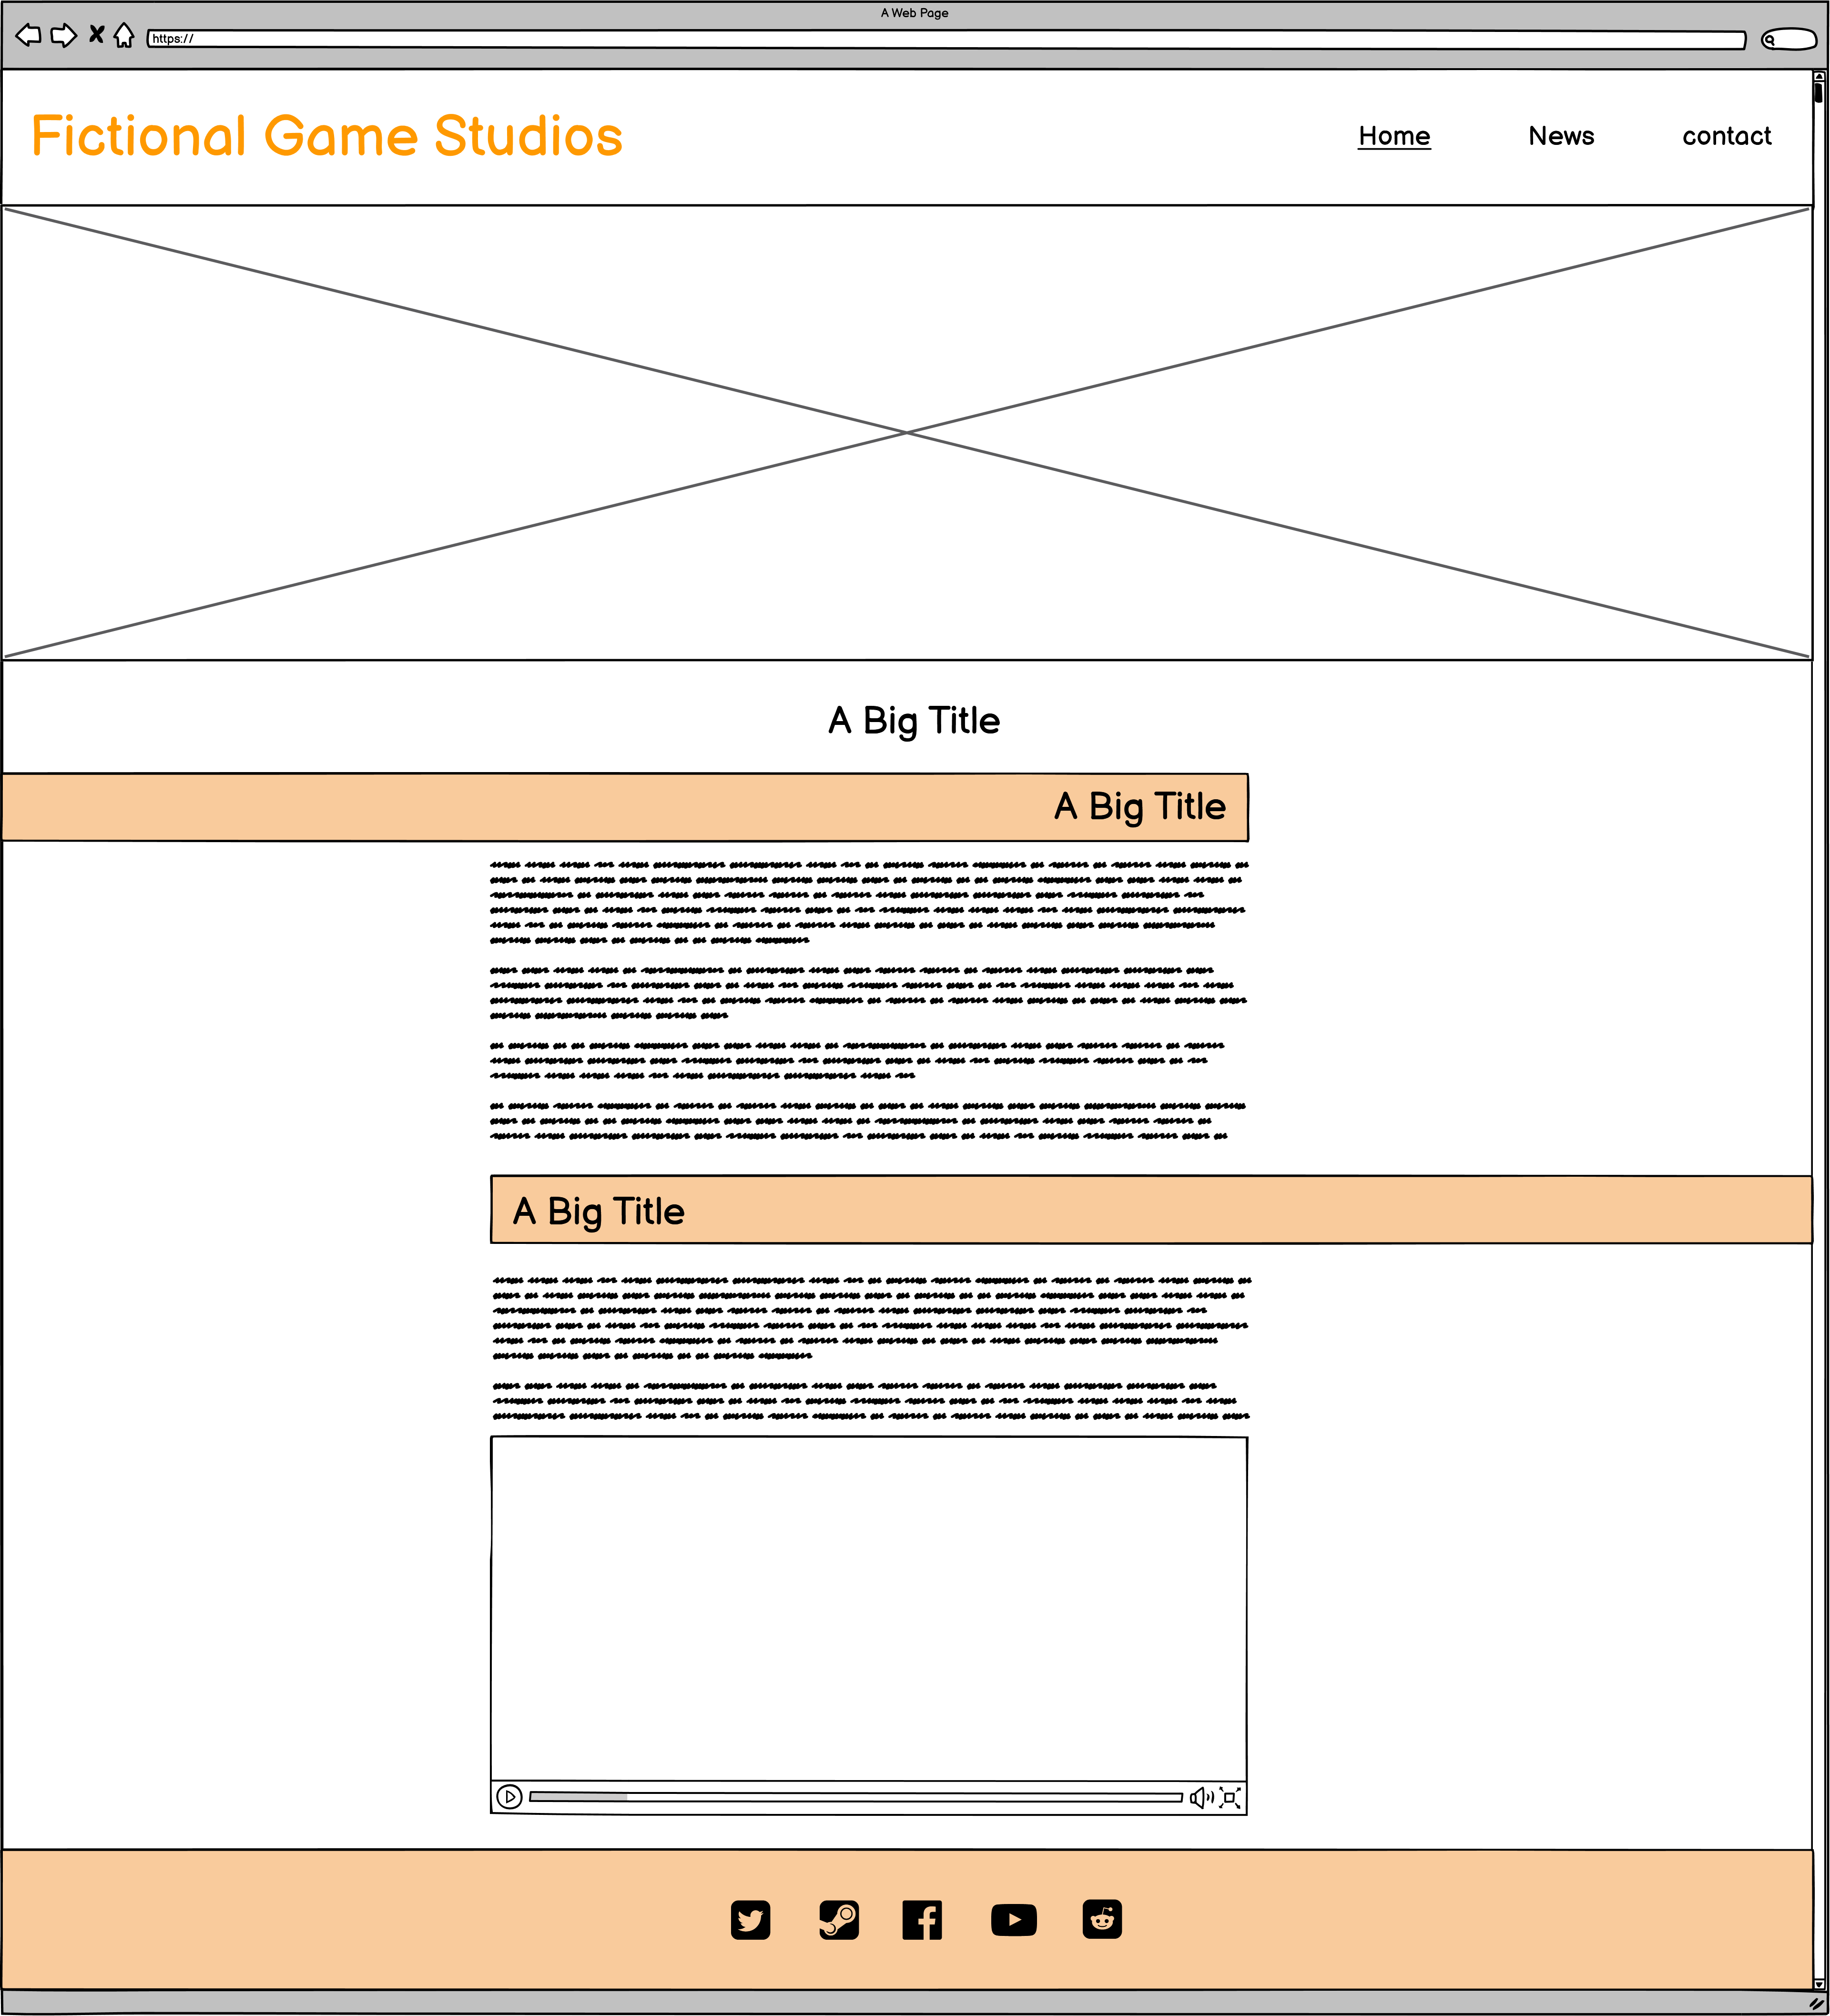 A Web Page
https://
Fictional Game Studios
Home News contact
A Big Title
A Big Title
A Big Title